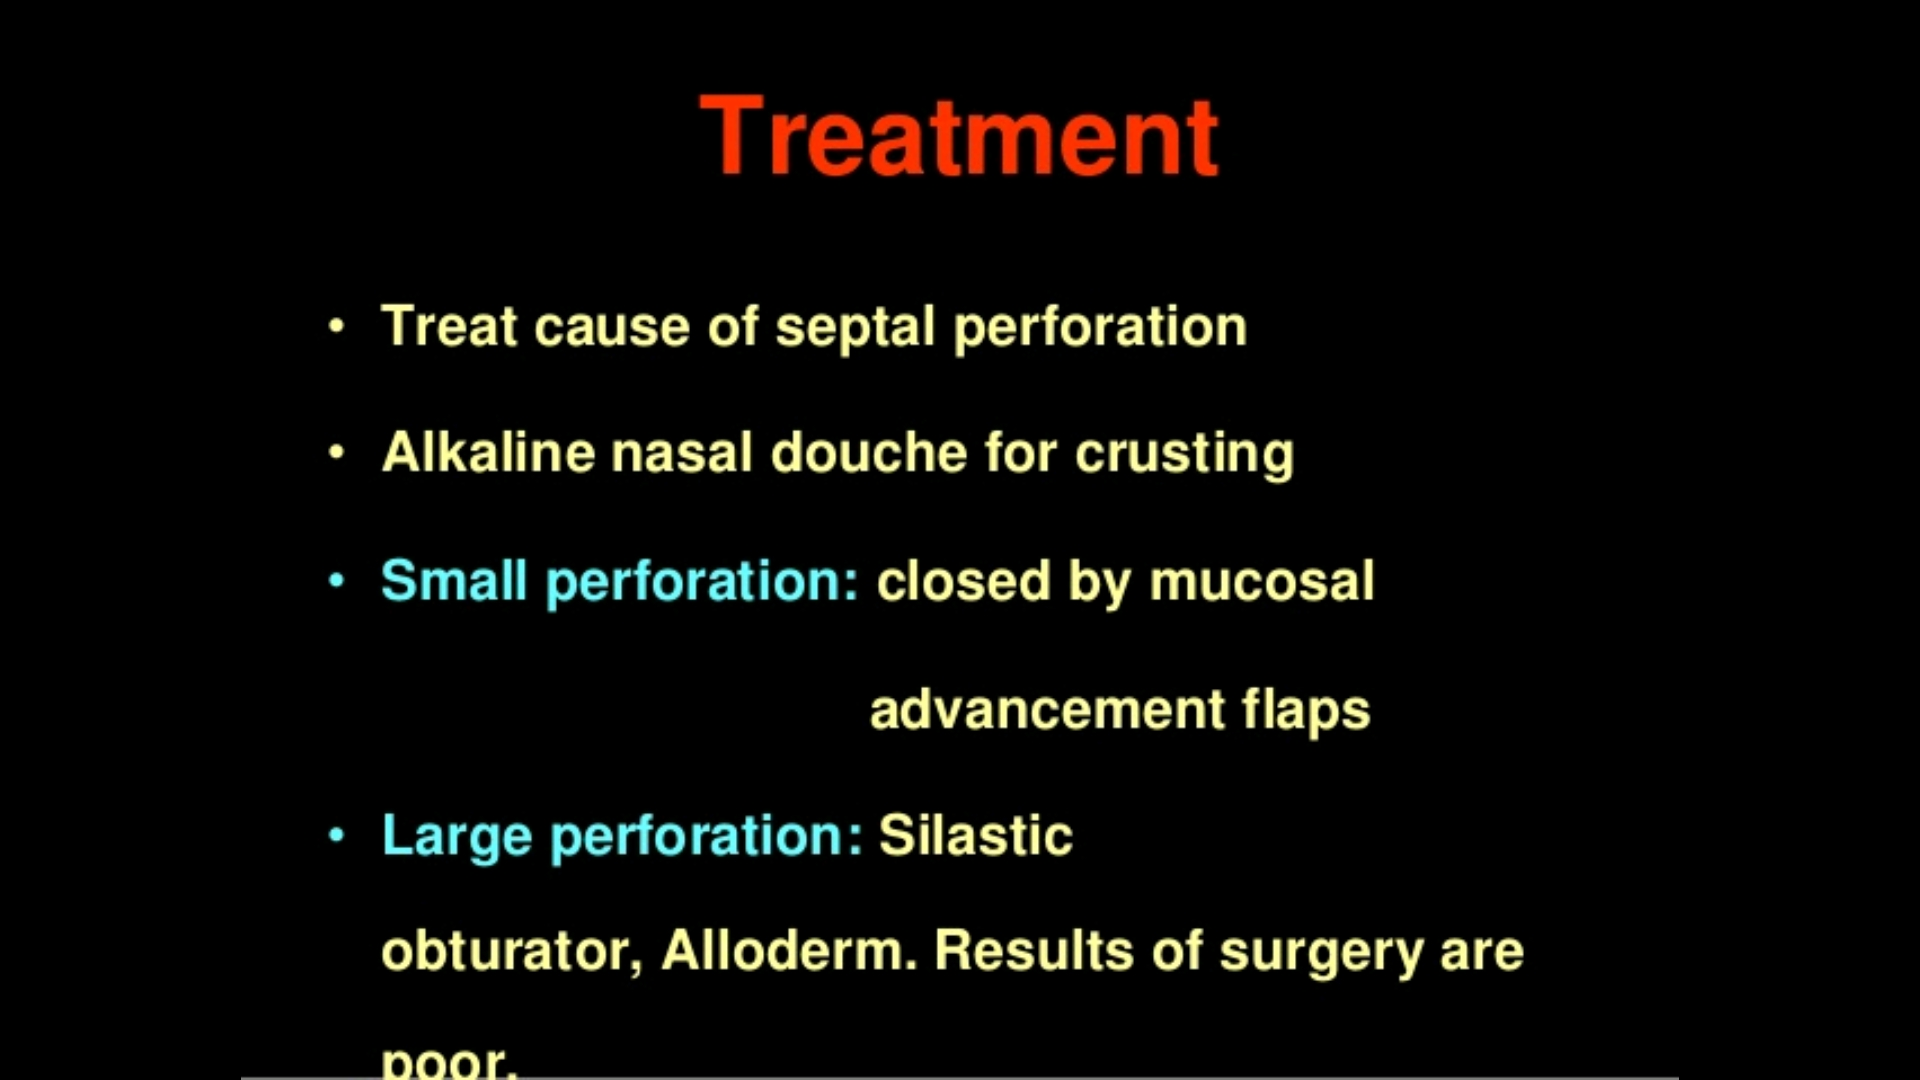 Treatment
• Treat cause of septal perforation
• Alkaline nasal douche for crusting
• Small perforation: closed by mucosal
advancement flaps
• Large perforation: Silastic
obturator, Alloderm. Results of surgery are
poor.